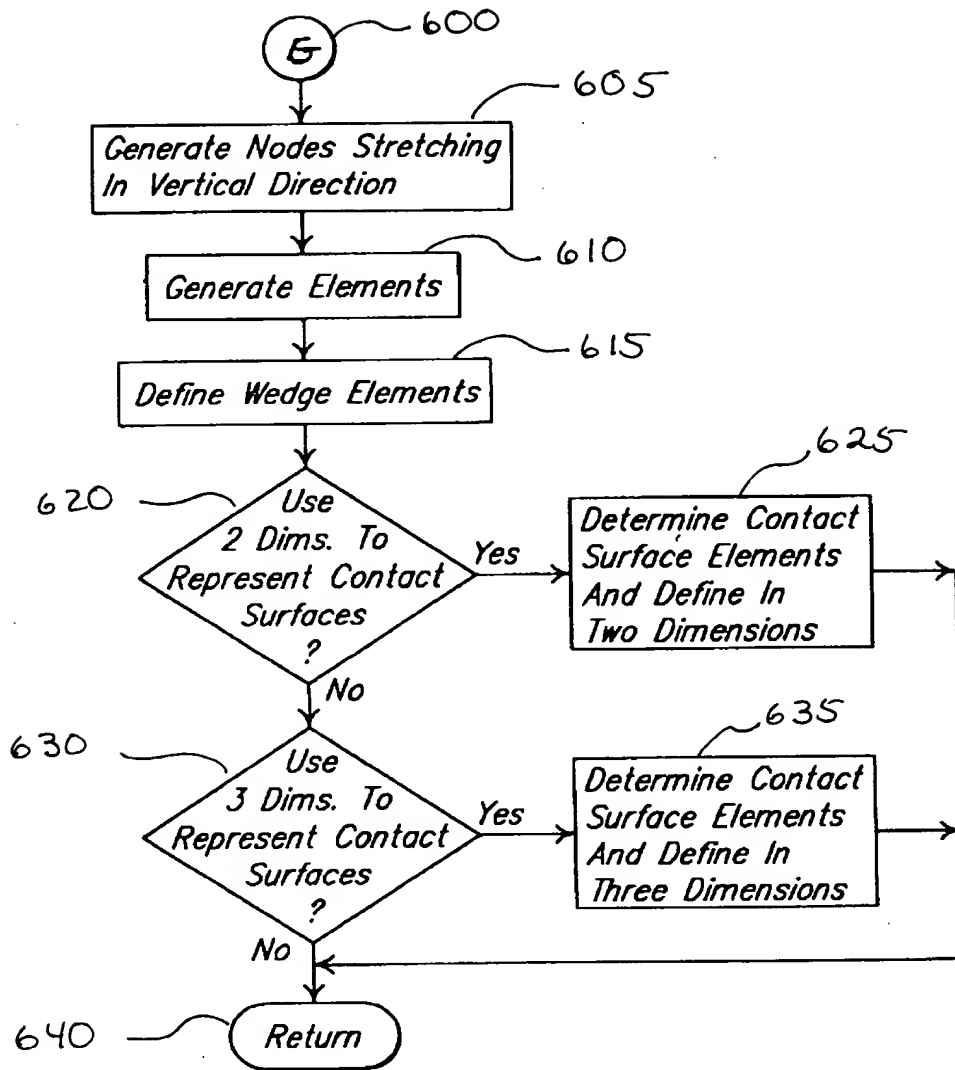 600
G
605
Generate Nodes Stretching
In Vertical Direction
610
Generate Elements
615
Define Wedge Elements
620
Use
2 Dims. To
Represent Contact
Surfaces
?
Yes
No
625
Determine Contact
Surface Elements
And Define In
Two Dimensions
630
Use
3 Dims. To
Represent Contact
Surfaces
?
Yes
No
635
Determine Contact
Surface Elements
And Define In
Three Dimensions
640
Return